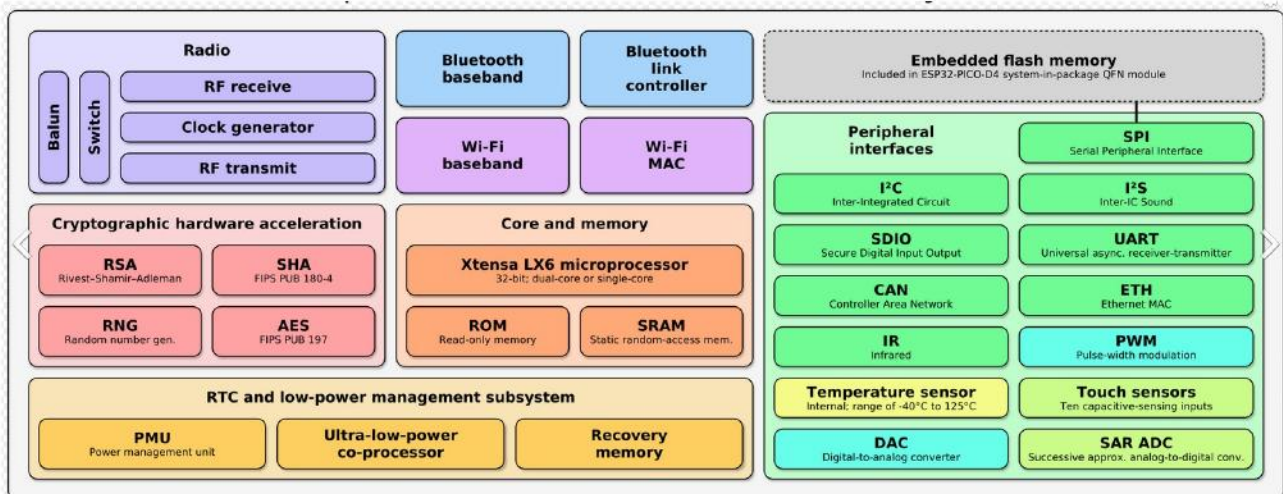 Radio
Balun
Switch
RF receive
Clock generator
RF transmit
Bluetooth
baseband
Bluetooth
link
controller
Wi-Fi
baseband
Wi-Fi
MAC
Embedded flash memory
Included in ESP32-PICO-D4 system-in-package QFN module
Cryptographic hardware acceleration
RSA
Rivest–Shamir–Adleman
SHA
FIPS PUB 180-4
RNG
Random number gen.
AES
FIPS PUB 197
Core and memory
Xtensa LX6 microprocessor
32-bit; dual-core or single-core
ROM
Read-only memory
SRAM
Static random-access mem.
RTC and low-power management subsystem
PMU
Power management unit
Ultra-low-power
co-processor
Recovery
memory
Peripheral
interfaces
SPI
Serial Peripheral Interface
I²C
Inter-Integrated Circuit
I²S
Inter-IC Sound
SDIO
Secure Digital Input Output
UART
Universal async. receiver-transmitter
CAN
Controller Area Network
ETH
Ethernet MAC
IR
Infrared
PWM
Pulse-width modulation
Temperature sensor
Internal; range of -40°C to 125°C
Touch sensors
Ten capacitive-sensing inputs
DAC
Digital-to-analog converter
SAR ADC
Successive approx. analog-to-digital conv.